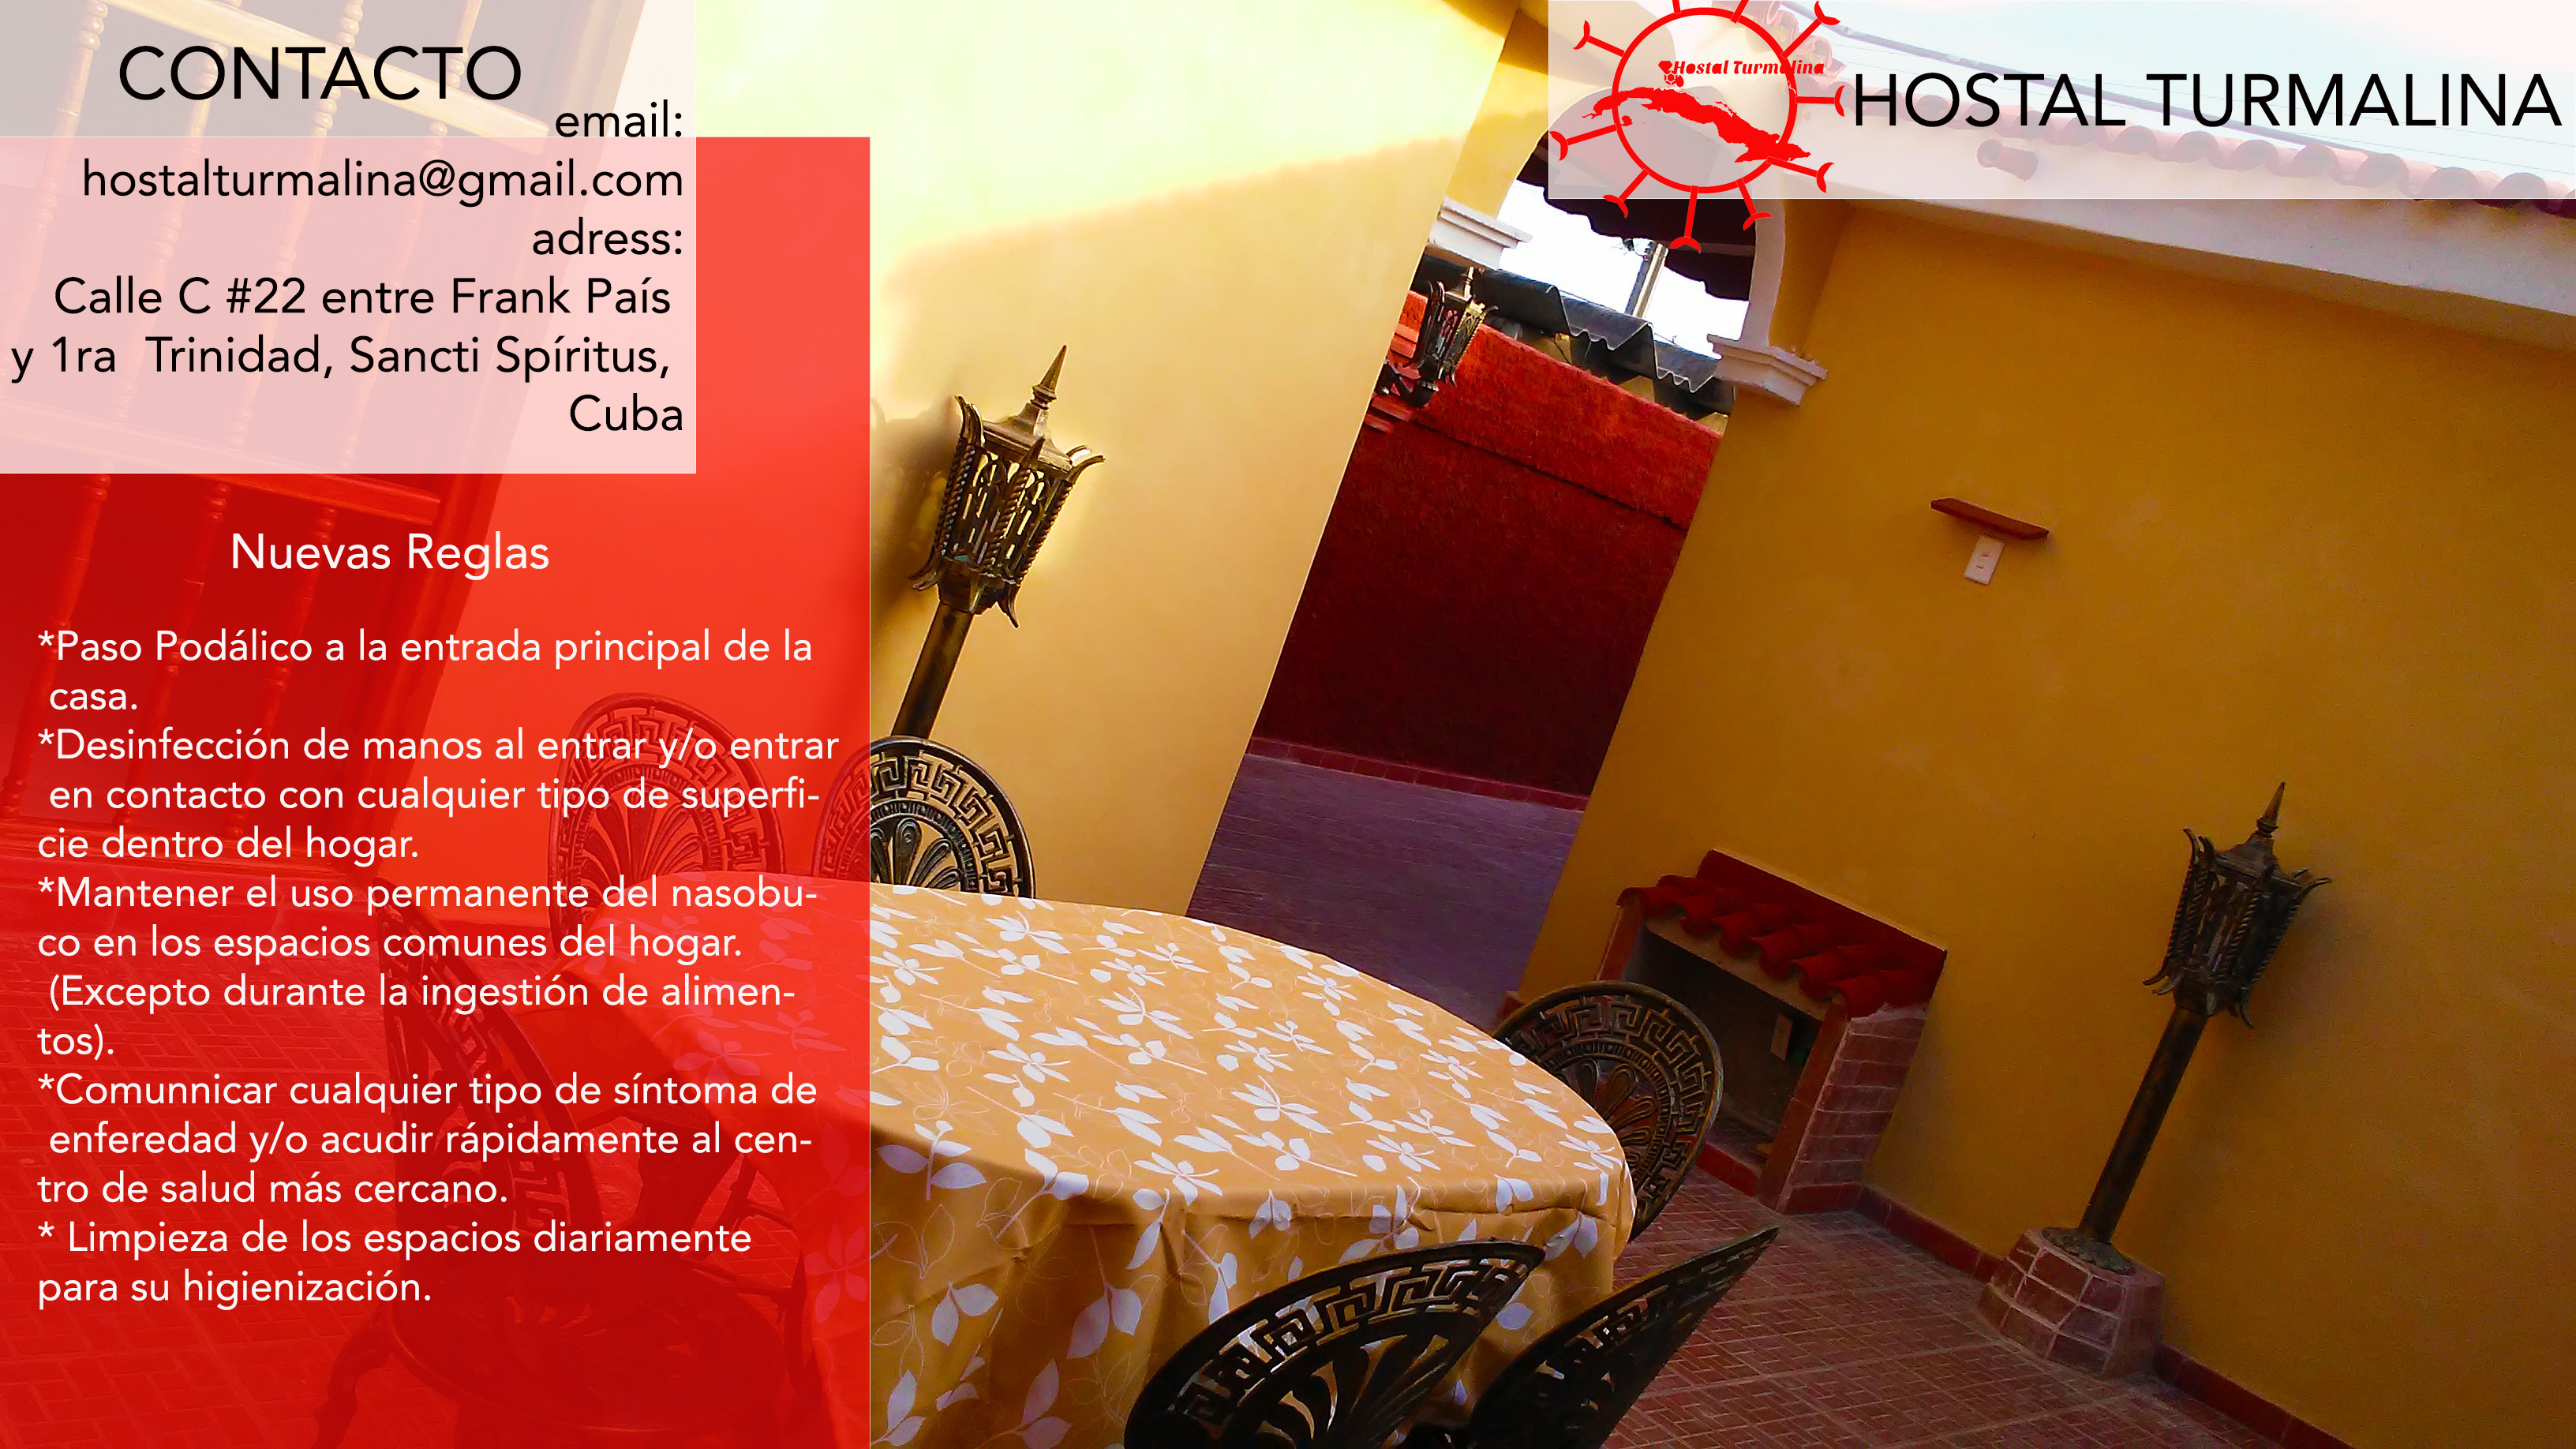 CONTACTO
email:
hostalturmalina@gmail.com
adress:
Calle C #22 entre Frank País
y 1ra  Trinidad, Sancti Spíritus,
Cuba
Hostal Turmalina
HOSTAL TURMALINA
Nuevas Reglas
*Paso Podálico a la entrada principal de la
casa.
*Desinfección de manos al entrar y/o entrar
en contacto con cualquier tipo de superfi-
cie dentro del hogar.
*Mantener el uso permanente del nasobu-
co en los espacios comunes del hogar.
(Excepto durante la ingestión de alimen-
tos).
*Comunnicar cualquier tipo de síntoma de
enferedad y/o acudir rápidamente al cen-
tro de salud más cercano.
* Limpieza de los espacios diariamente
para su higienización.